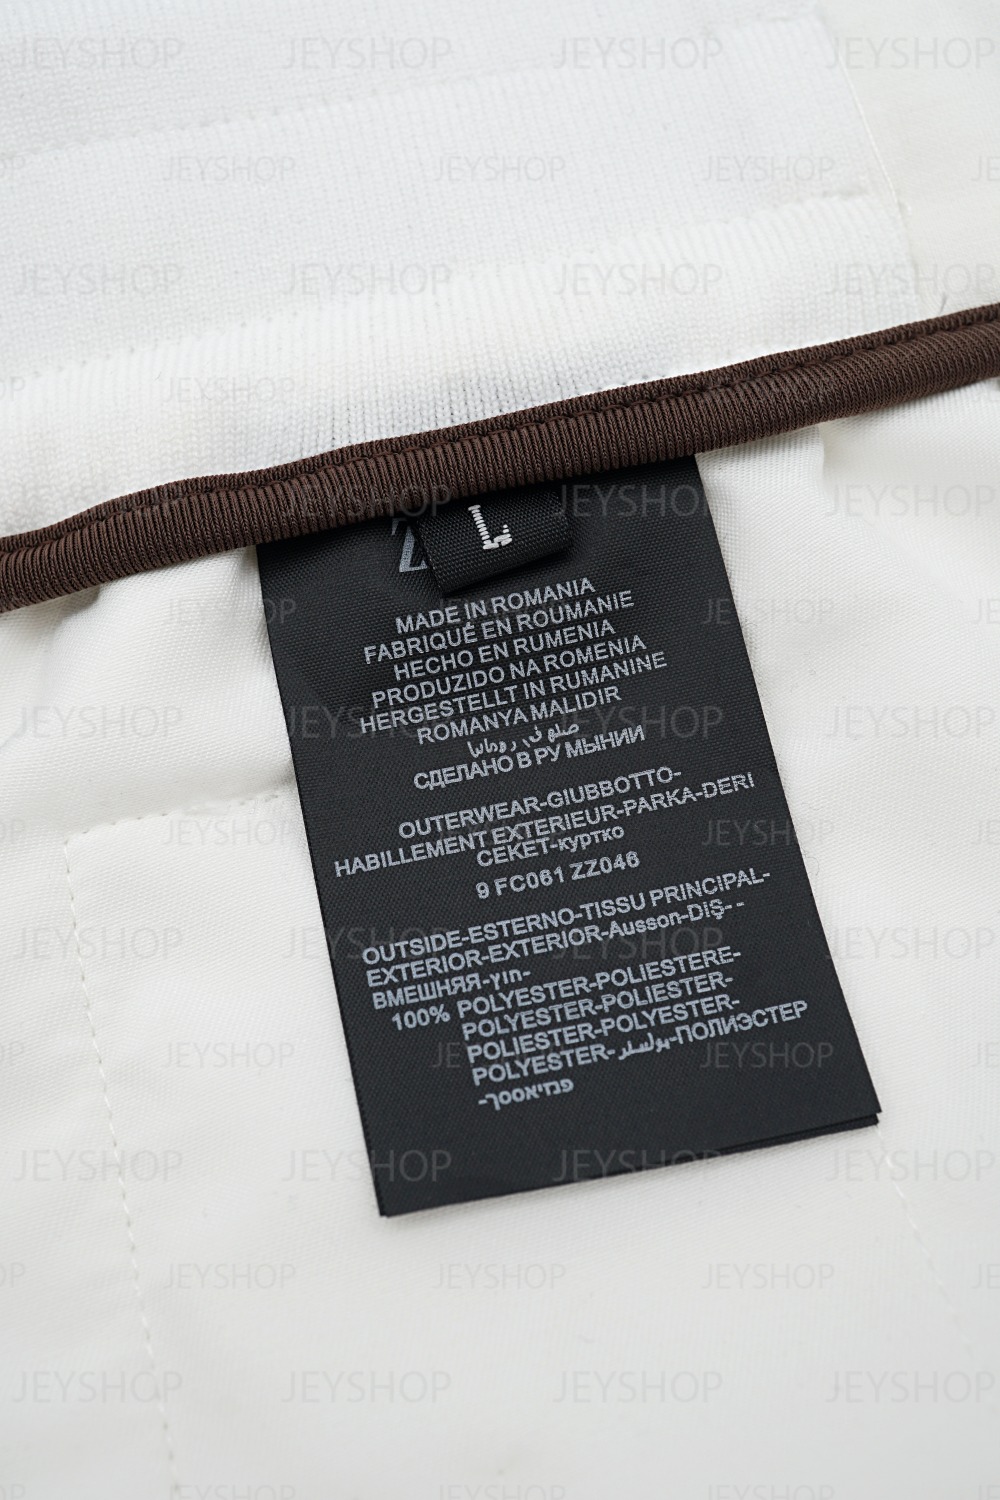 Z
L
MADE IN ROMANIA
FABRIQUÉ EN ROUMANIE
HECHO EN RUMENIA
PRODUZIDO NA ROMENIA
HERGESTELLT IN RUMANINE
ROMANYA MALIDIR
СДЕЛАНО В РУ МЫНИИ
OUTERWEAR-GIUBBOTTO-
HABILLEMENT EXTERIEUR-PARKA-DERI
CEKET-куртко
9 FC061 ZZ046
OUTSIDE-ESTERNO-TISSU PRINCIPAL-
EXTERIOR-EXTERIOR-Ausson-DIŞ- -
ВМЕШНЯЯ-ץוח-
100% POLYESTER-POLIESTERE-
POLYESTER-POLIESTER-
POLIESTER-POLYESTER-
POLYESTER-بولستر-ПОЛИЭСТЕР
JEYSHOP